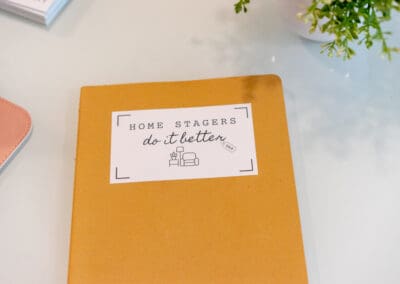 HOME STAGERS
do it better